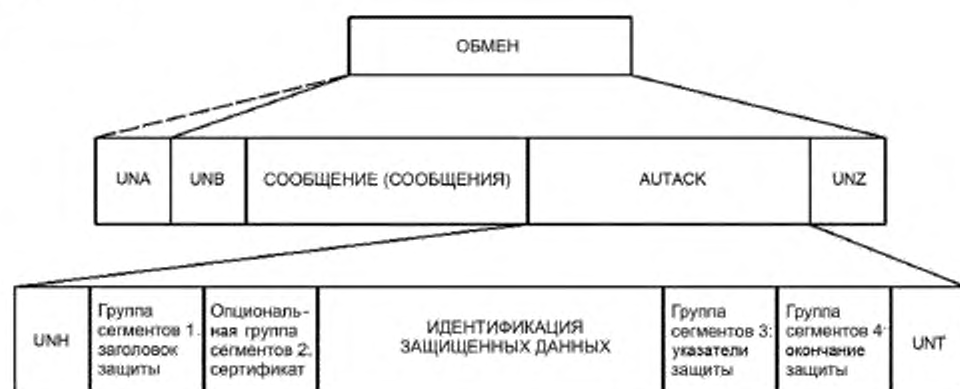 ОБМЕН
UNA
UNB
СООБЩЕНИЕ (СООБЩЕНИЯ)
AUTACK
UNZ
UNH
Группа
сегментов 1:
заголовок
защиты
Опциональ-
ная группа
сегментов 2:
сертификат
ИДЕНТИФИКАЦИЯ
ЗАЩИЩЕННЫХ ДАННЫХ
Группа
сегментов 3:
указатели
защиты
Группа
сегментов 4:
окончание
защиты
UNT